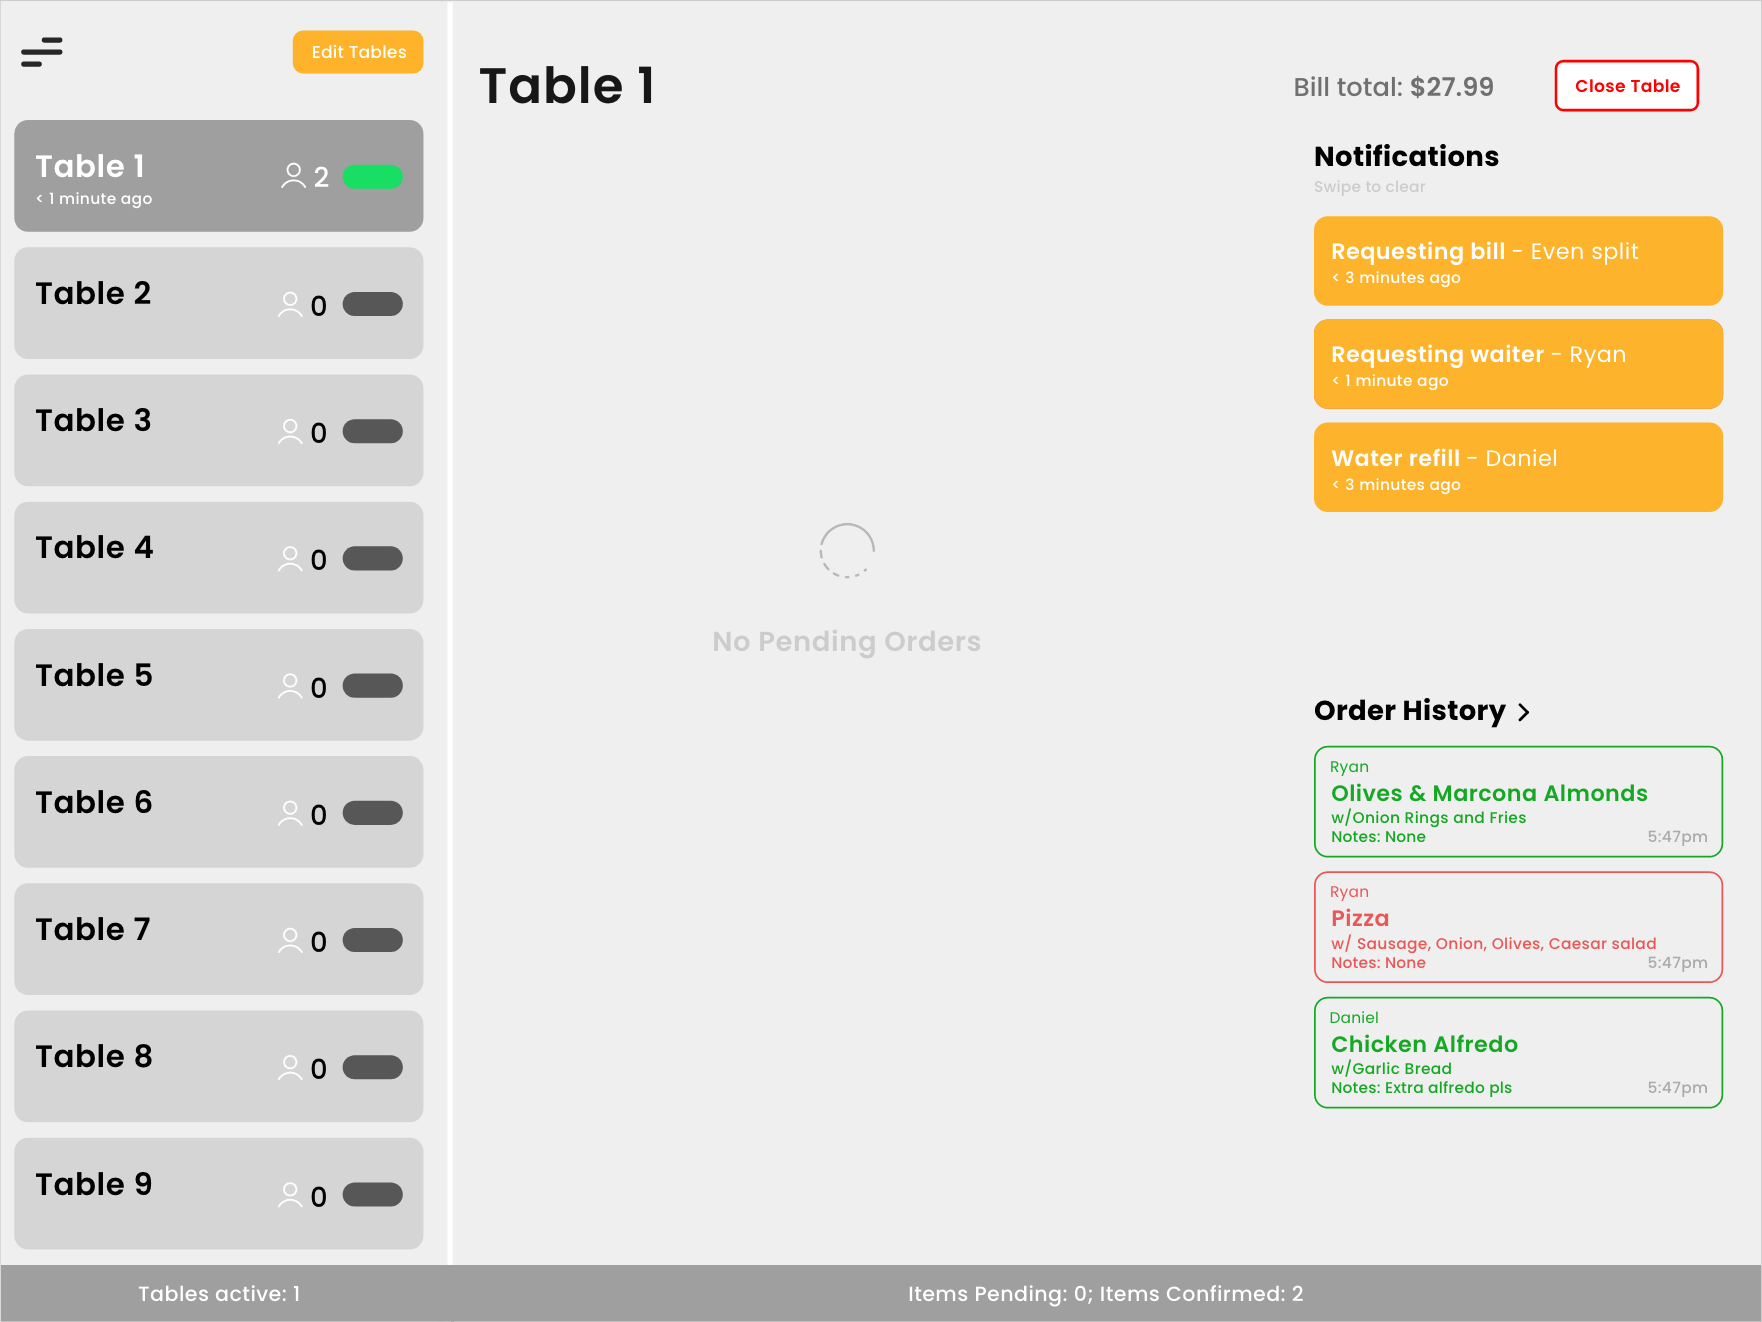 Edit Tables
Table 1
< 1 minute ago
2
Table 2
0
Table 3
0
Table 4
0
Table 5
0
Table 6
0
Table 7
0
Table 8
0
Table 9
0
Tables active: 1
Table 1
Bill total: $27.99
Close Table
No Pending Orders
Notifications
Swipe to clear
Requesting bill - Even split
< 3 minutes ago
Requesting waiter - Ryan
< 1 minute ago
Water refill - Daniel
< 3 minutes ago
Order History
Ryan
Olives & Marcona Almonds
w/Onion Rings and Fries
Notes: None
5:47pm
Ryan
Pizza
w/ Sausage, Onion, Olives, Caesar salad
Notes: None
5:47pm
Daniel
Chicken Alfredo
w/Garlic Bread
Notes: Extra alfredo pls
5:47pm
Items Pending: 0; Items Confirmed: 2